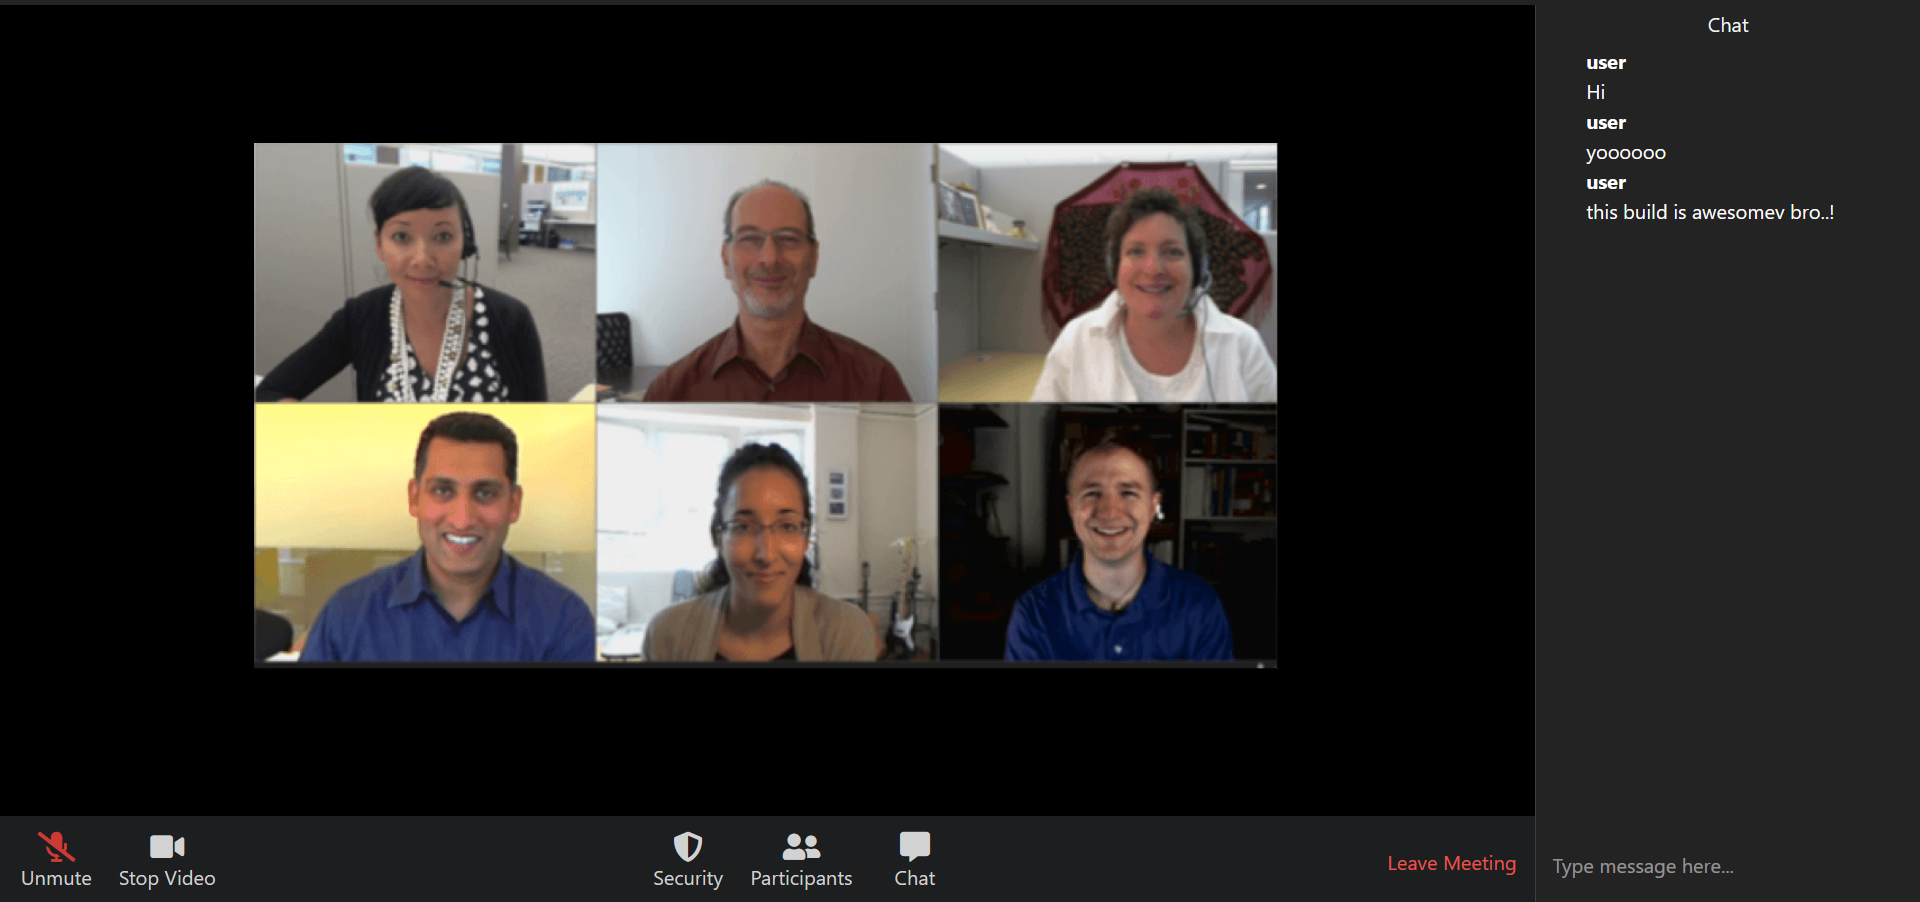 Chat
user
Hi
user
yoooooo
user
this build is awesomev bro..!
Unmute
Stop Video
Security
Participants
Chat
Leave Meeting
Type message here...